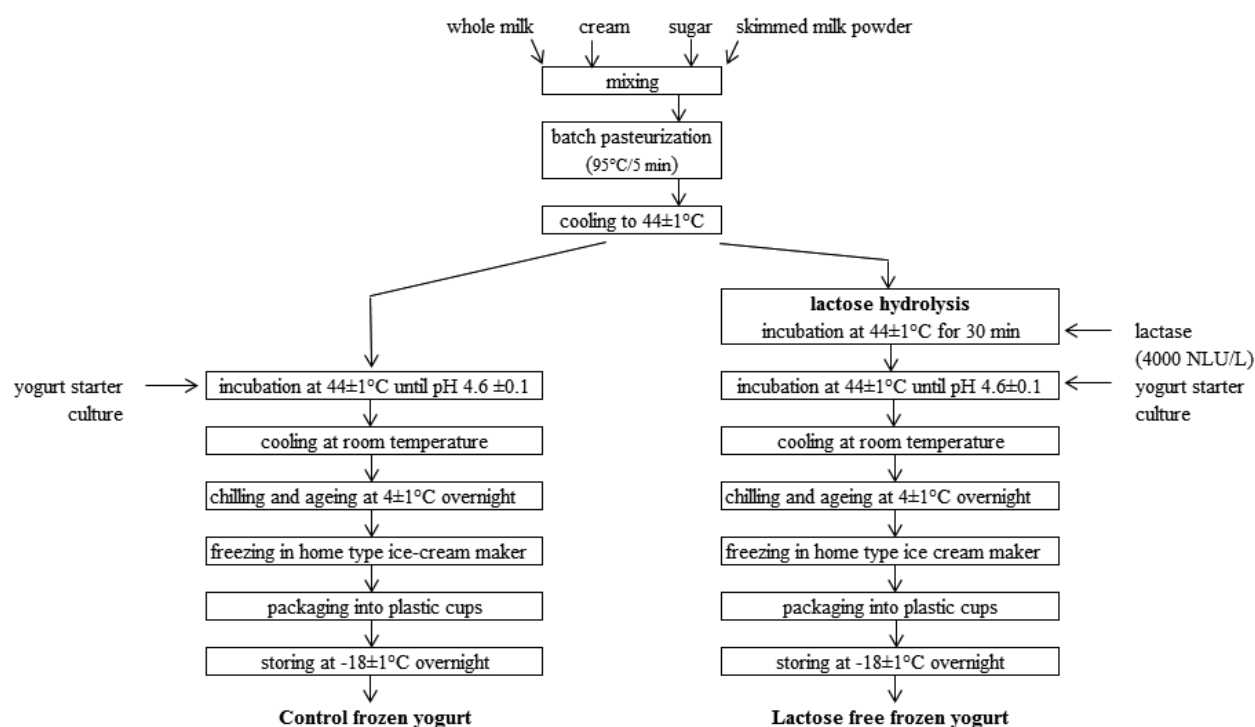 whole milk cream sugar skimmed milk powder
mixing
batch pasteurization
(95°C/5 min)
cooling to 44±1°C
lactose hydrolysis
incubation at 44±1°C for 30 min
lactase
(4000 NLU/L)
yogurt starter
culture
incubation at 44±1°C until pH 4.6 ±0.1
incubation at 44±1°C until pH 4.6±0.1
yogurt starter
culture
cooling at room temperature
cooling at room temperature
chilling and ageing at 4±1°C overnight
chilling and ageing at 4±1°C overnight
freezing in home type ice-cream maker
freezing in home type ice cream maker
packaging into plastic cups
packaging into plastic cups
storing at -18±1°C overnight
storing at -18±1°C overnight
Control frozen yogurt
Lactose free frozen yogurt